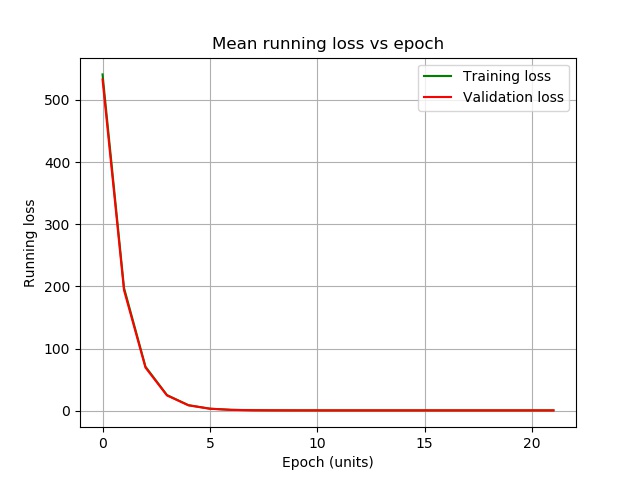 Mean running loss vs epoch
Training loss
Validation loss
500
400
300
200
100
0
Running loss
0 5 10 15 20
Epoch (units)